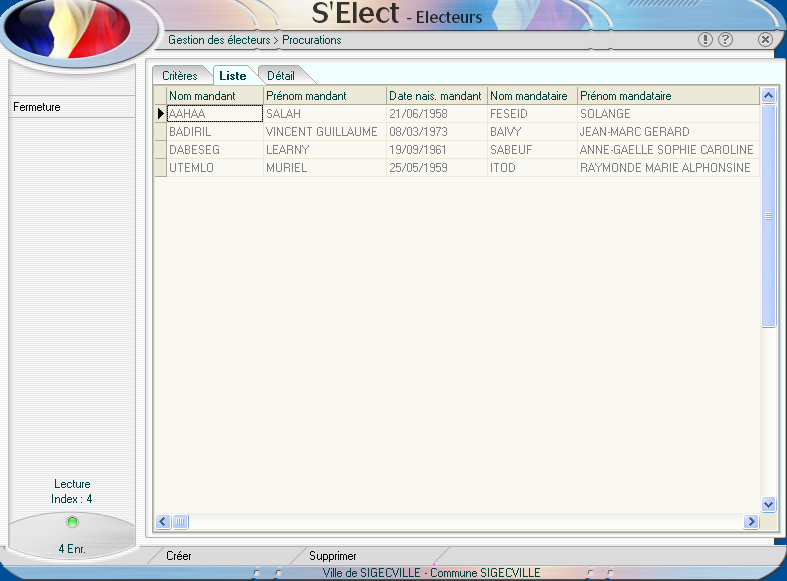 S'Elect - Electeurs
Gestion des électeurs > Procurations
Critères Liste Détail
Fermeture
Nom mandant Prénom mandant Date nais. mandant Nom mandataire Prénom mandataire
AAHAA SALAH 21/06/1958 FESEID SOLANGE
BADIRIL VINCENT GUILLAUME 08/03/1973 BAIVY JEAN-MARC GERARD
DABESEG LEARNY 19/09/1961 SABEUF ANNE-GAELLE SOPHIE CAROLINE
UTEMLO MURIEL 25/05/1959 ITOD RAYMONDE MARIE ALPHONSINE
Lecture
Index : 4
4 Enr.
Créer Supprimer
Ville de SIGECVILLE - Commune SIGECVILLE